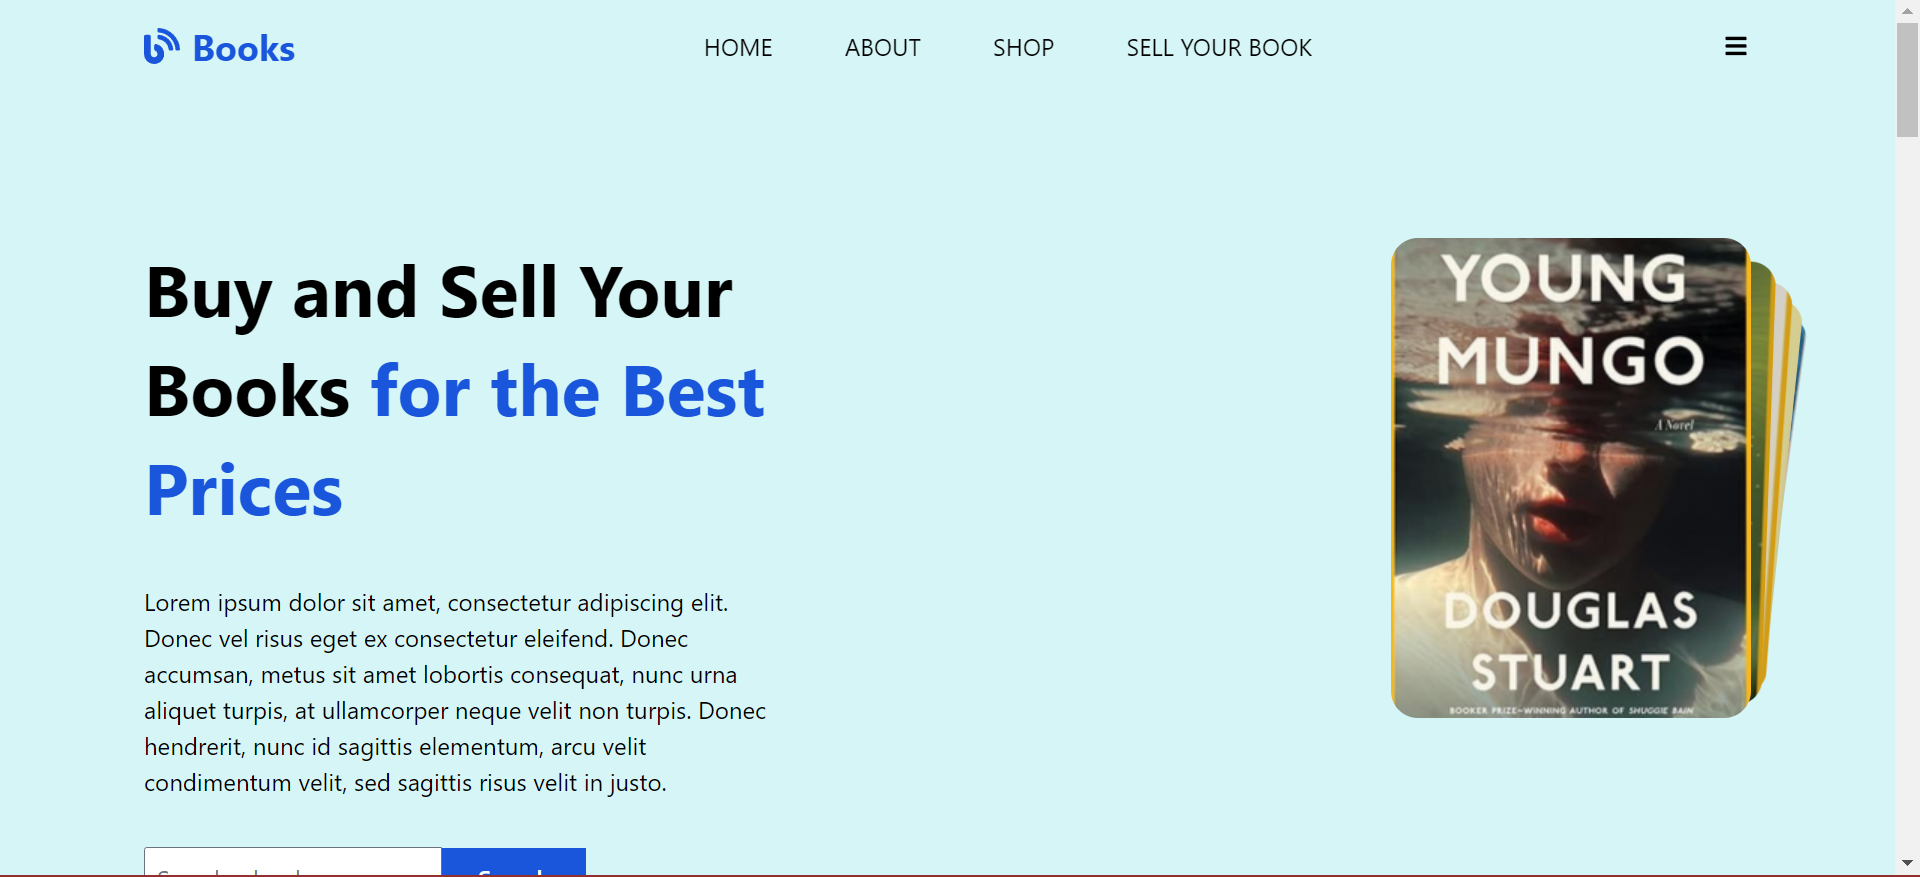 Books
HOME
ABOUT
SHOP
SELL YOUR BOOK
Buy and Sell Your
Books for the Best
Prices
Lorem ipsum dolor sit amet, consectetur adipiscing elit.
Donec vel risus eget ex consectetur eleifend. Donec
accumsan, metus sit amet lobortis consequat, nunc urna
aliquet turpis, at ullamcorper neque velit non turpis. Donec
hendrerit, nunc id sagittis elementum, arcu velit
condimentum velit, sed sagittis risus velit in justo.
YOUNG
MUNGO
A Novel
DOUGLAS
STUART
BOOKER PRIZE-WINNING AUTHOR OF SHUGGIE BAIN